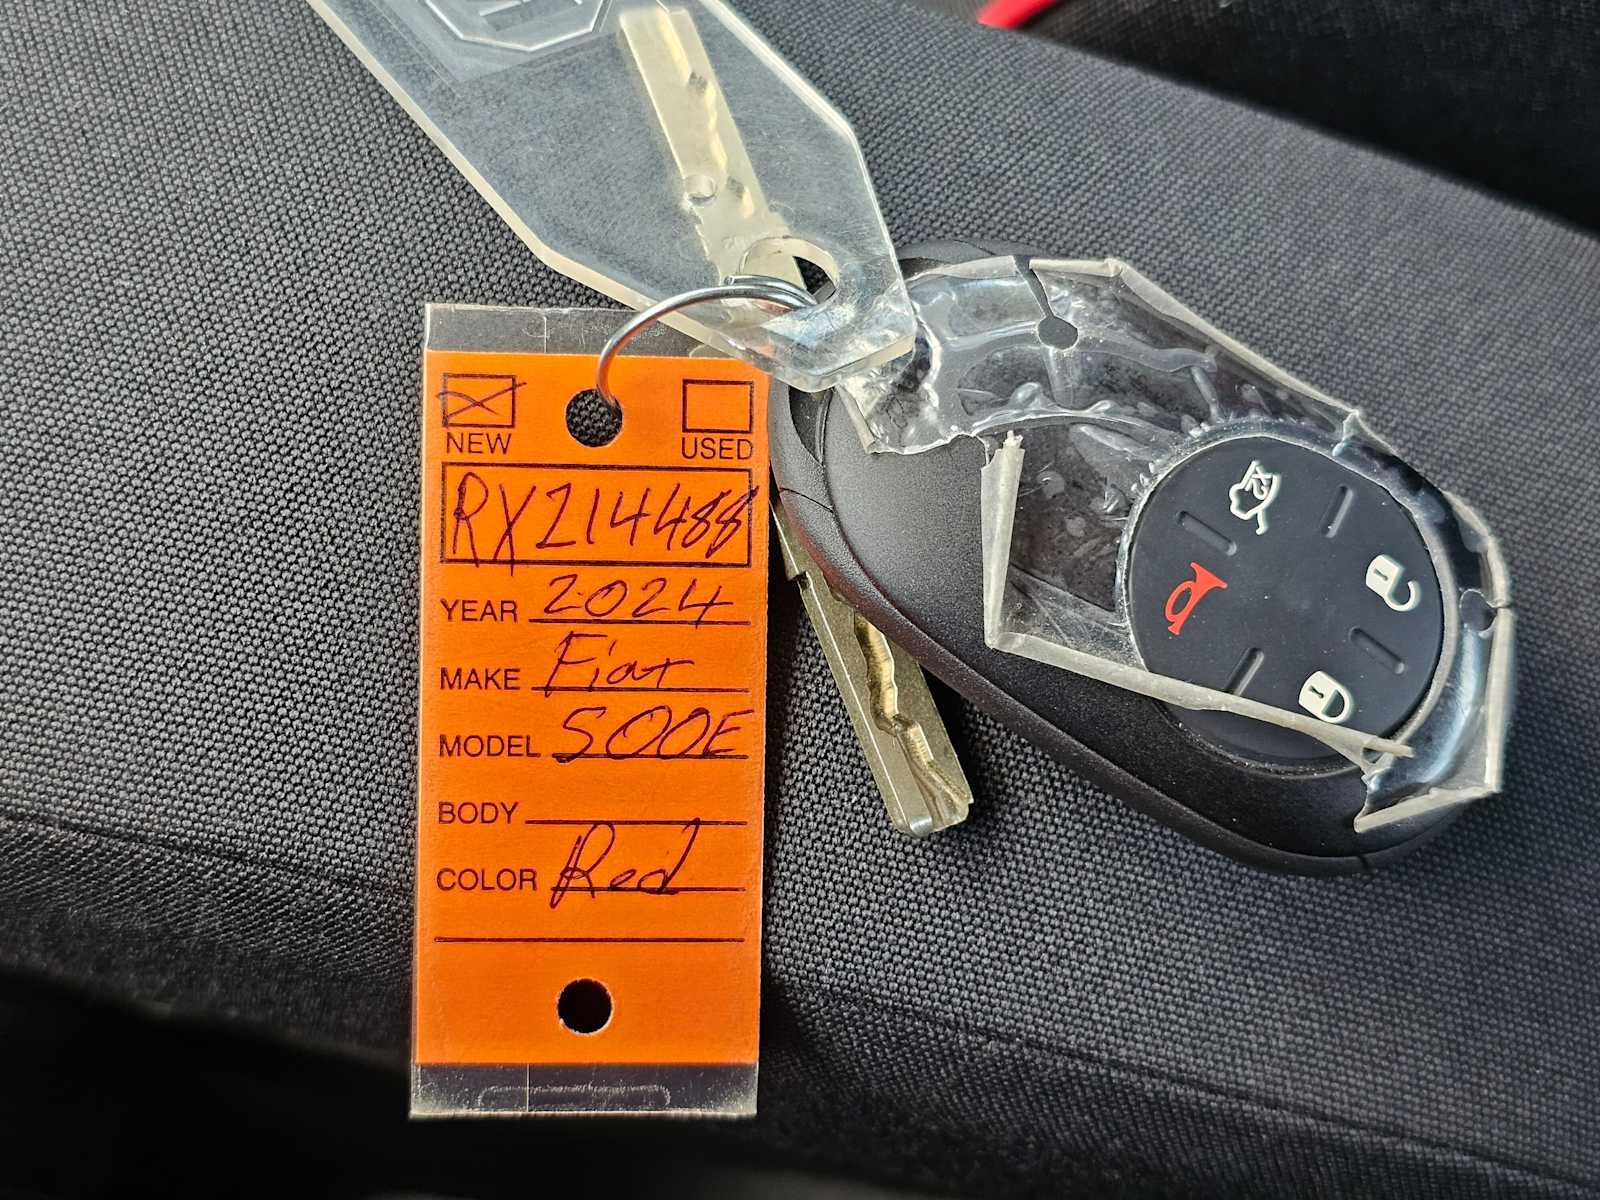 NEW USED
RX214488
YEAR 2024
MAKE Fiat
MODEL 500E
BODY
COLOR Red